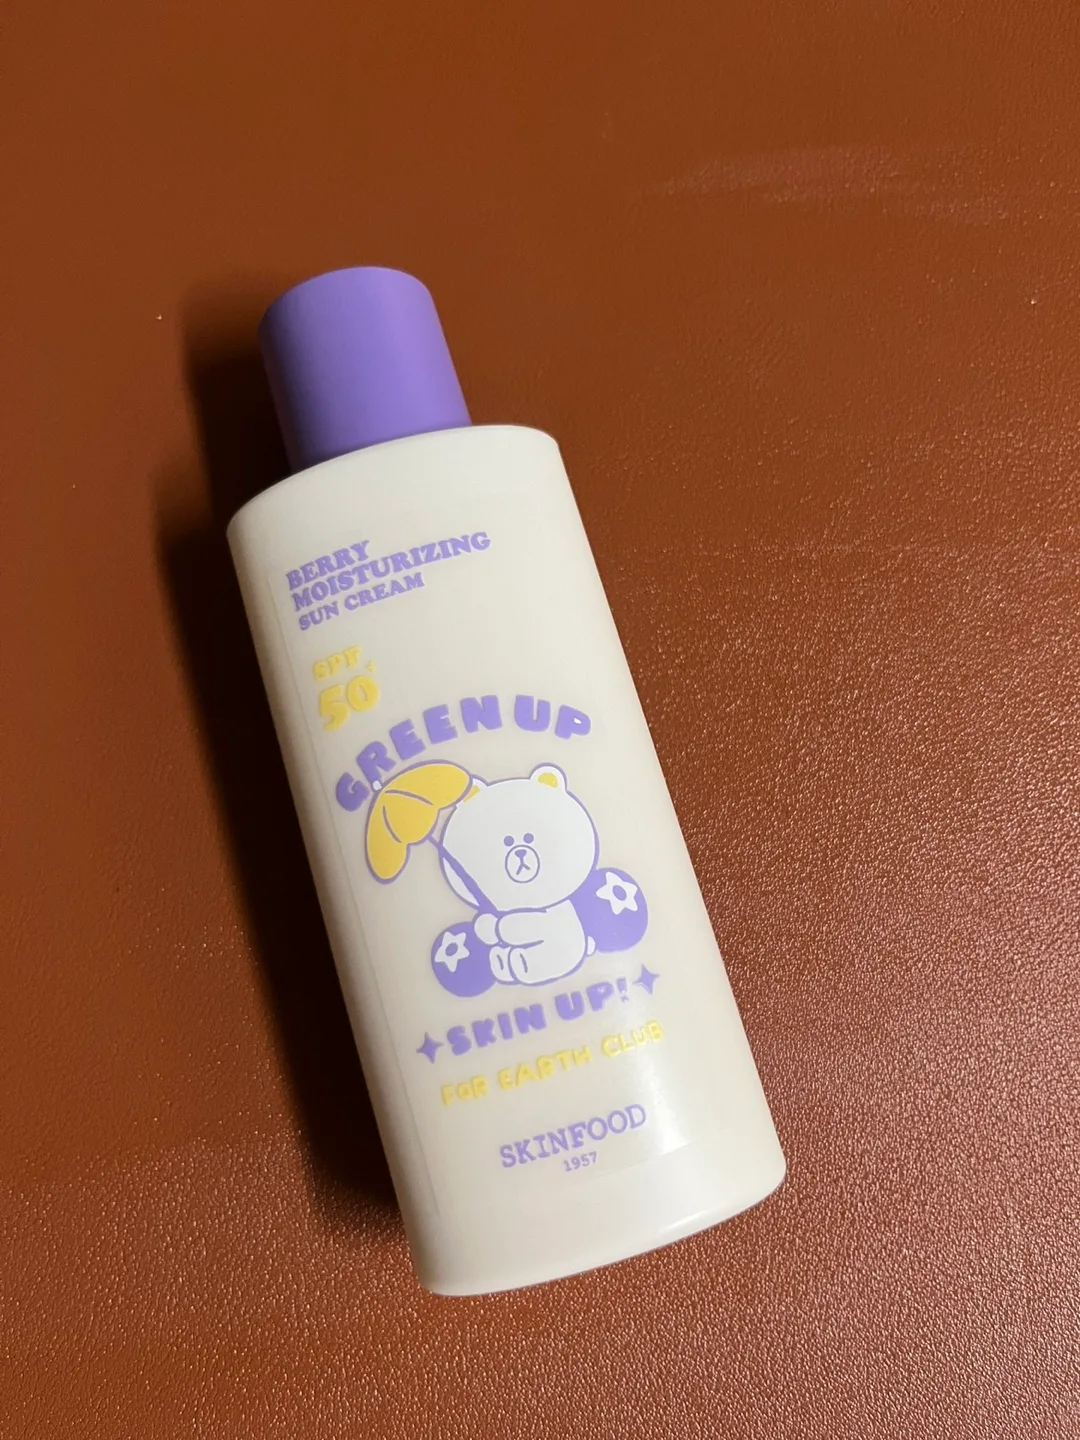 BERRY
MOISTURIZING
SUN CREAM
SPF
50+
GREEN UP
SKIN UP!
FOR EARTH CLUB
SKINFOOD
1957